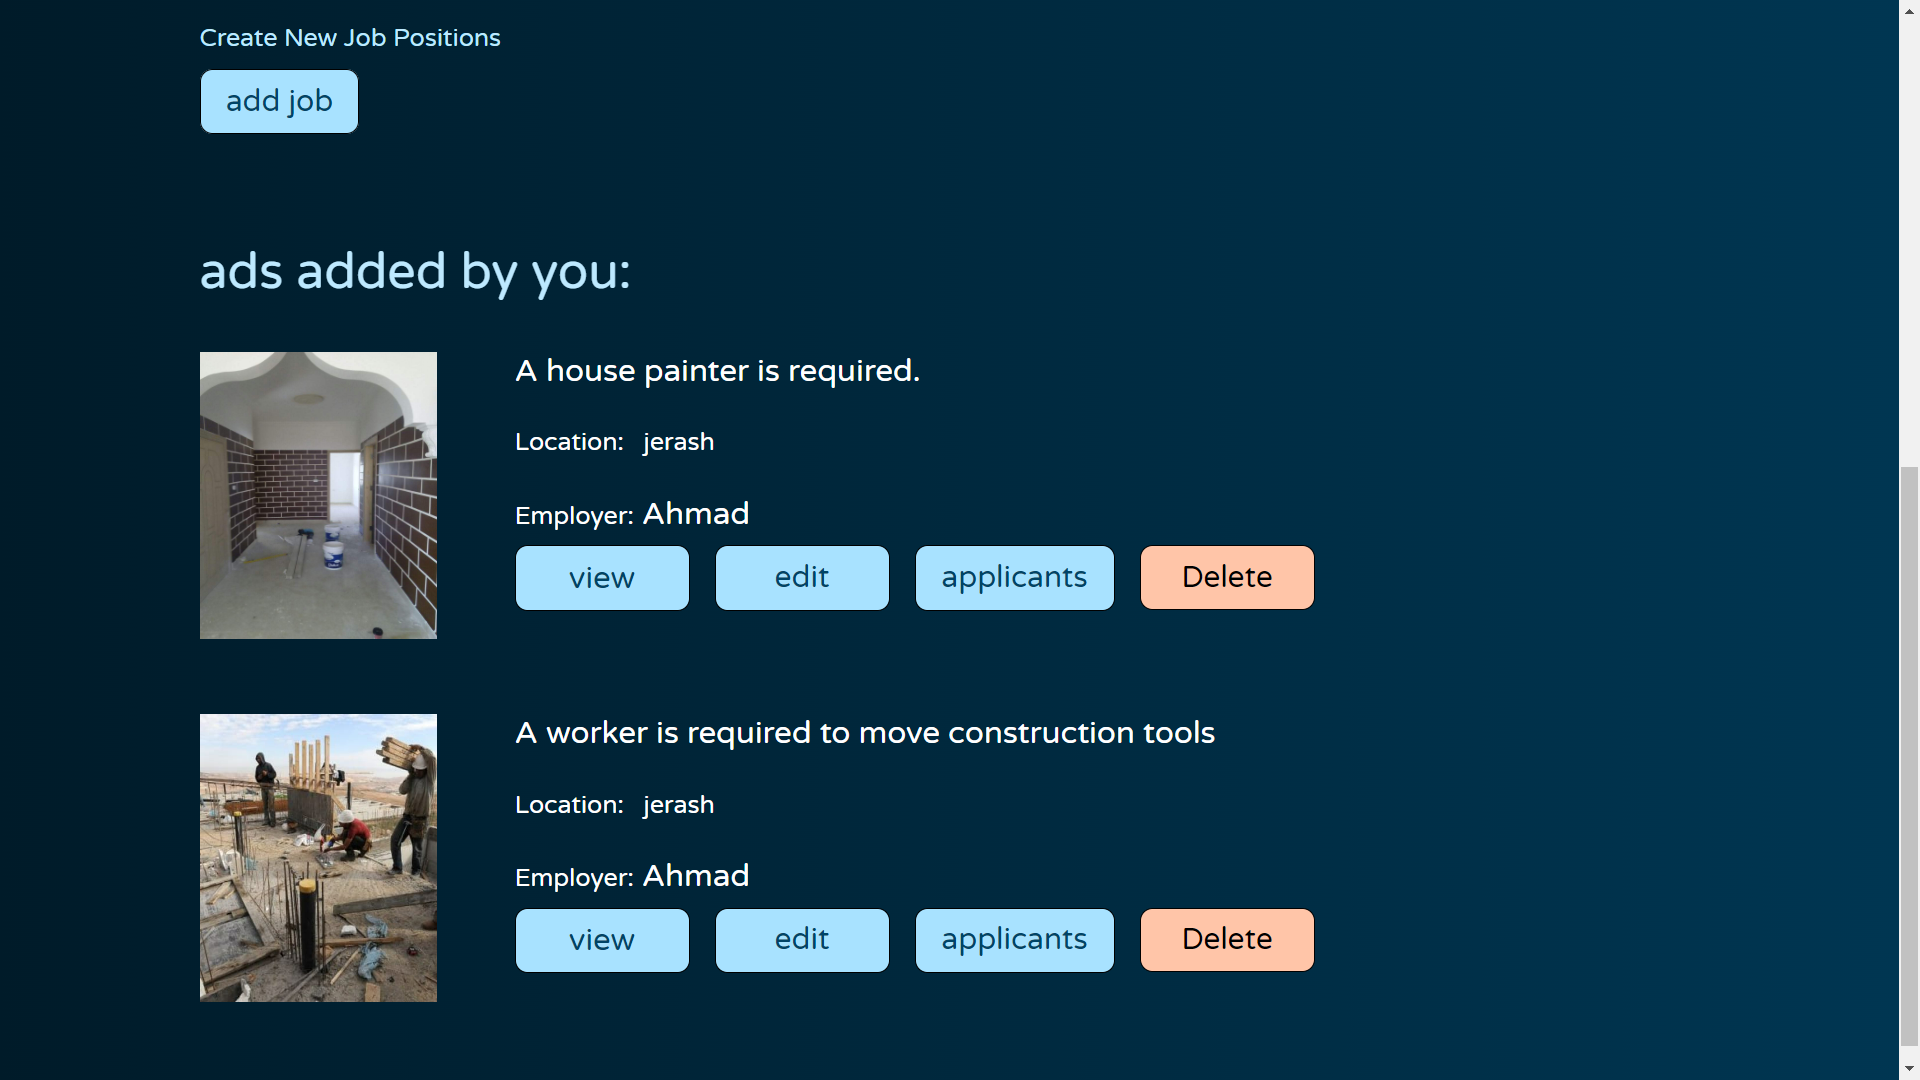 Create New Job Positions
add job
ads added by you:
A house painter is required.
Location: jerash
Employer: Ahmad
view edit applicants Delete
A worker is required to move construction tools
Location: jerash
Employer: Ahmad
view edit applicants Delete